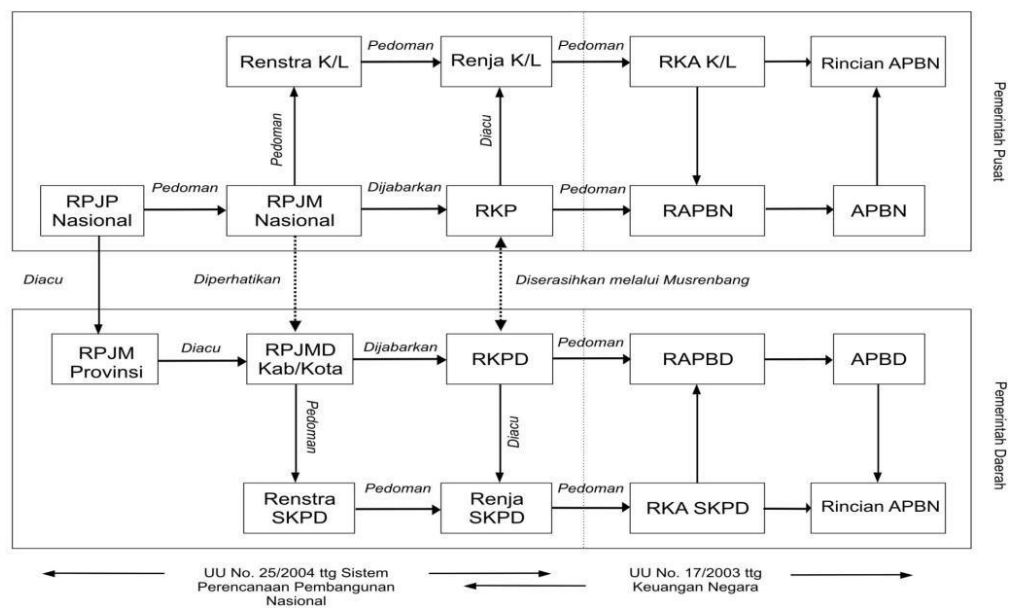 Pedoman
Pedoman
Renstra K/L
Renja K/L
RKA K/L
Rincian APBN
Pedoman
Diacu
Pemerintah Pusat
Pedoman
Dijabarkan
Pedoman
RPJP
Nasional
RPJM
Nasional
RKP
RAPBN
APBN
Diacu
Diperhatikan
Diserasihkan melalui Musrenbang
RPJM
Provinsi
Diacu
RPJMD
Kab/Kota
Dijabarkan
RKPD
Pedoman
RAPBD
APBD
Pedoman
Diacu
Pemerintah Daerah
Renstra
SKPD
Pedoman
Renja
SKPD
Pedoman
RKA SKPD
Rincian APBN
UU No. 25/2004 ttg Sistem
Perencanaan Pembangunan
Nasional
UU No. 17/2003 ttg
Keuangan Negara